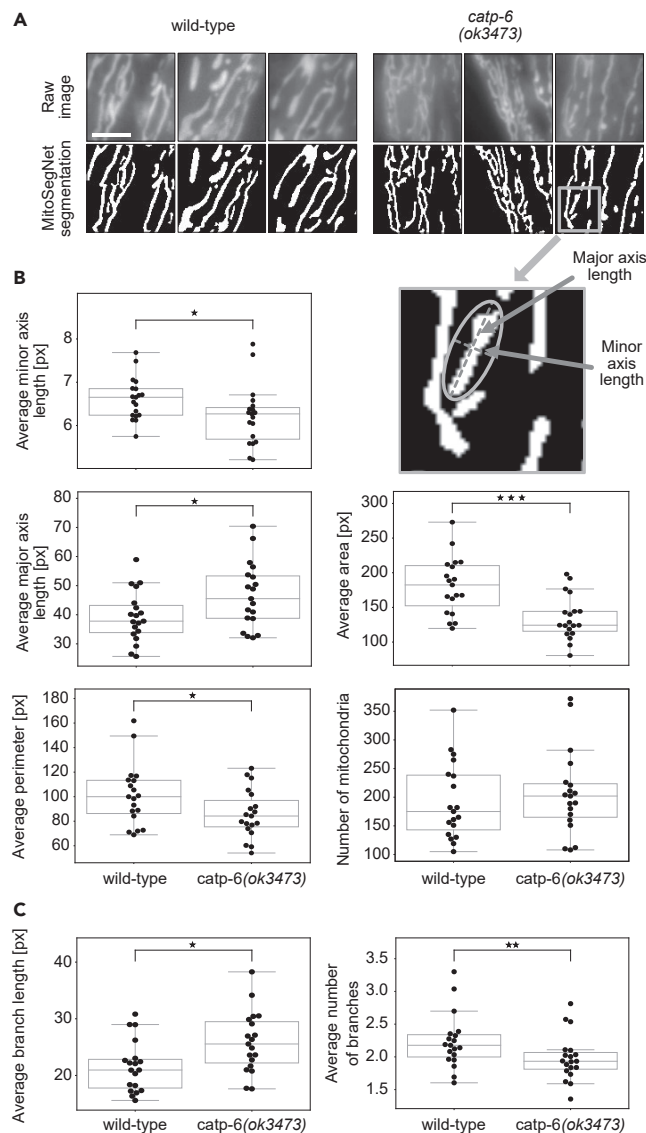 A
wild-type
catp-6
(ok3473)
Raw
image
MitoSegNet
segmentation
Major axis
length
Minor
axis
length
B
Average minor axis
length [px]
8
7
6
★
Average major axis
length [px]
80
70
60
50
40
30
★
Average area [px]
300
250
200
150
100
★★★
Average perimeter [px]
180
160
140
120
100
80
60
★
wild-type
catp-6(ok3473)
Number of mitochondria
350
300
250
200
150
100
wild-type
catp-6(ok3473)
C
Average branch length [px]
40
30
20
★
wild-type
catp-6(ok3473)
Average number
of branches
3.5
3.0
2.5
2.0
1.5
★★
wild-type
catp-6(ok3473)